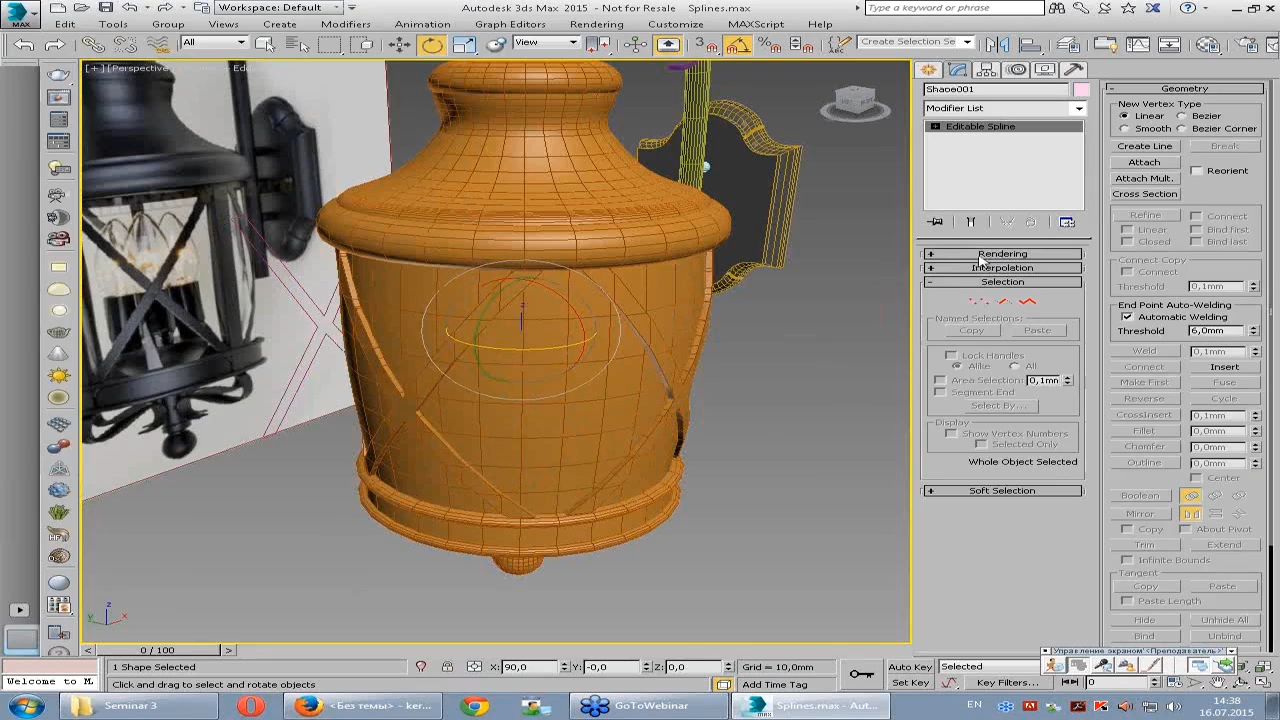 Workspace: Default
Autodesk 3ds Max 2015 - Not for Resale
Splines.max
Type a keyword or phrase
MAX
Edit
Tools
Group
Modifiers
Animation
Graph Editors
Rendering
Customize
MAXScript
Help
All
View
3
Create Selection Se
[+][Perspective
Shape001
Modifier List
Editable Spline
Rendering
Interpolation
Selection
Named Selections:
Copy
Paste
Lock Handles
Alike
All
Area Selection:
0,1mm
Segment End
Select By...
Display
Show Vertex Numbers
Selected Only
Whole Object Selected
Soft Selection
Geometry
New Vertex Type
Linear
Bezier
Smooth
Bezier Corner
Create Line
Break
Attach
Reorient
Attach Mult.
Cross Section
Refine
Connect
Linear
Bind first
Closed
Bind last
Connect Copy
Connect
Threshold
0,1mm
End Point Auto-Welding
Automatic Welding
Threshold
6,0mm
Weld
0,1mm
Connect
Insert
Make First
Fuse
Reverse
Cycle
CrossInsert
0,1mm
Fillet
0,0mm
Chamfer
0,0mm
Outline
0,0mm
Center
Boolean
Mirror
Copy
About Pivot
Trim
Extend
Infinite Bounds
Tangent
Copy
Paste
Paste Length
Hide
Unhide All
Bind
Unbind
Управление экраном'<Преподаватель>'
z
z
y
x
0 / 100
1 Shape Selected
X: 90,0
Y: -0,0
Z: 0,0
Grid = 10,0mm
Auto Key
Selected
Welcome to M
Click and drag to select and rotate objects
Add Time Tag
Set Key
Key Filters...
0
Seminar 3
<Без темы> - ker...
GoToWebinar
Splines.max - Aut...
EN
14:38
16.07.2015